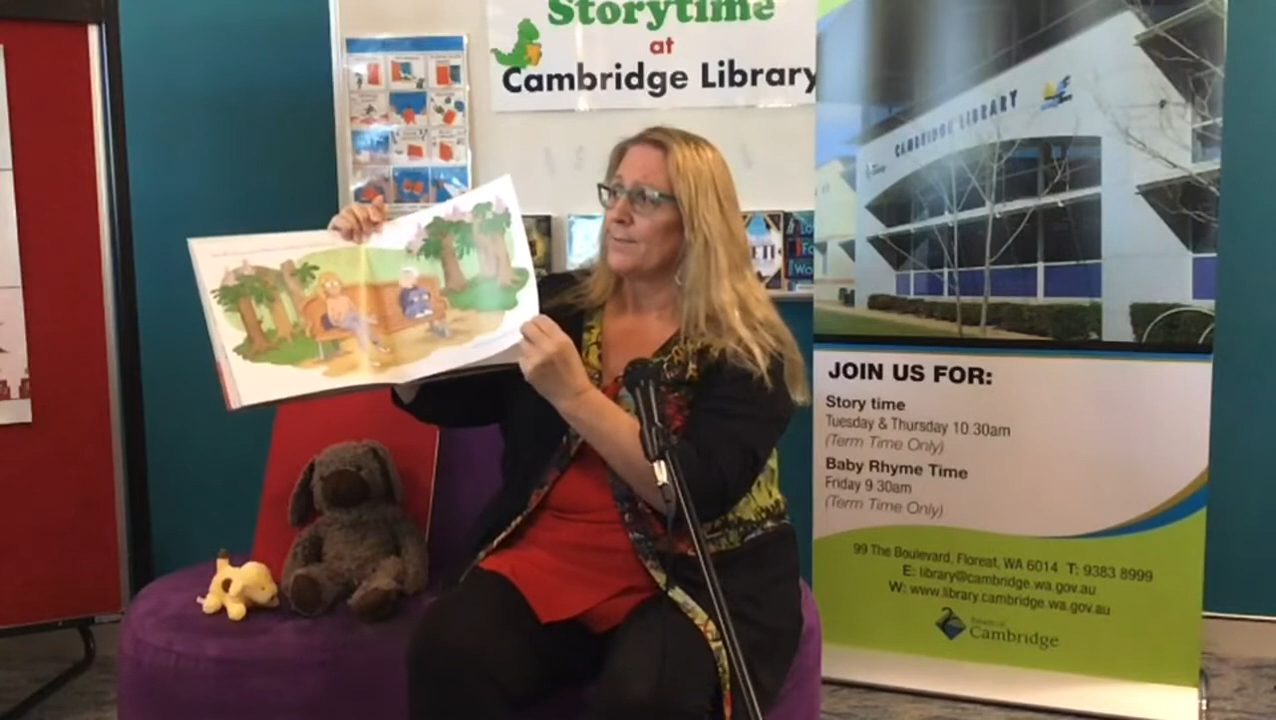 Storytime
at
Cambridge Library
CAMBRIDGE LIBRARY
JOIN US FOR:
Story time
Tuesday & Thursday 10.30am
(Term Time Only)
Baby Rhyme Time
Friday 9 30am
(Term Time Only)
99 The Boulevard, Floreat, WA 6014 T: 9383 8999
E: library@cambridge.wa.gov.au
W: www.library.cambridge.wa.gov.au
Town of
Cambridge